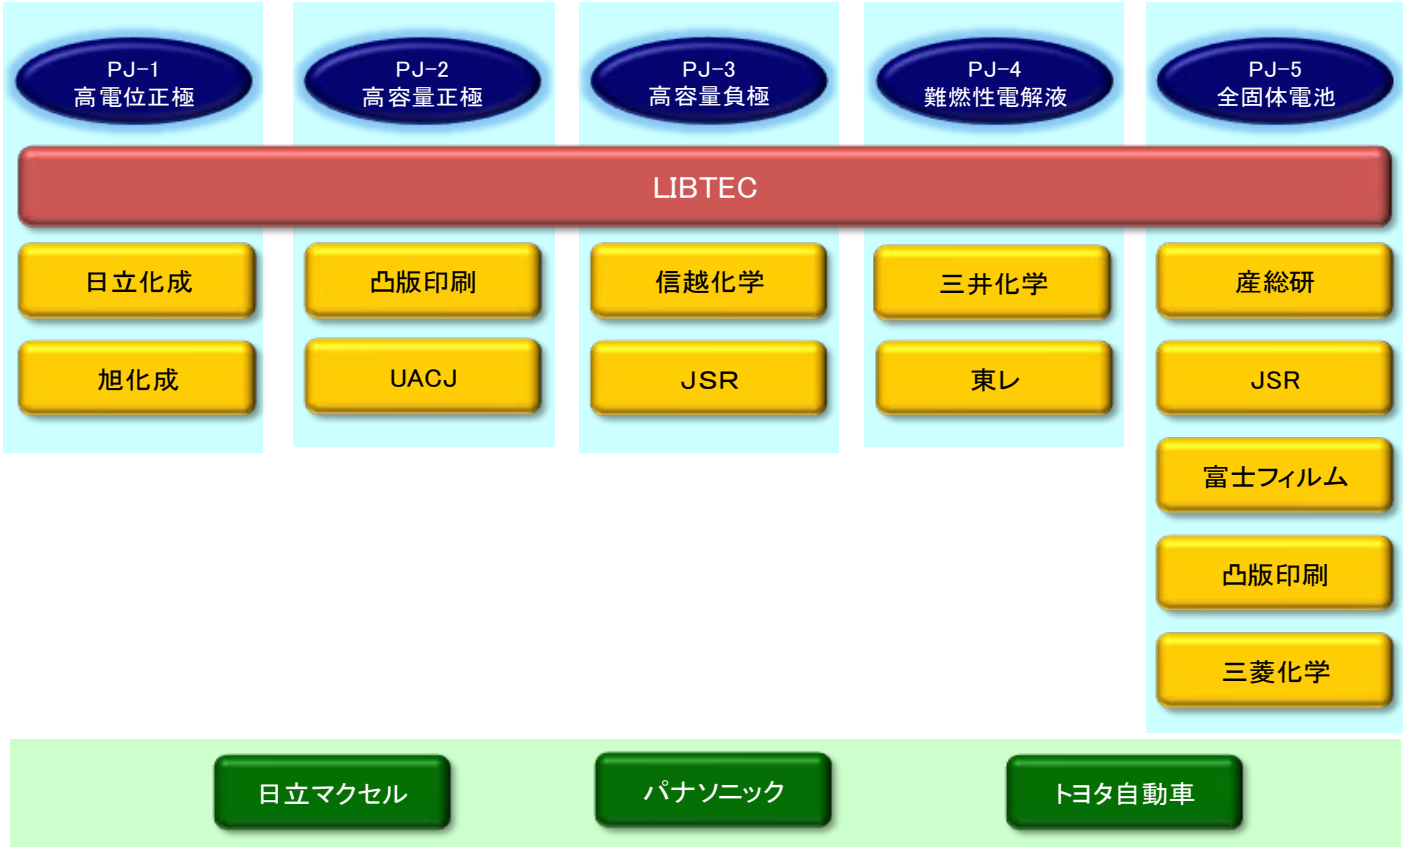 PJ-1
高電位正極
PJ-2
高容量正極
PJ-3
高容量負極
PJ-4
難燃性電解液
PJ-5
全固体電池
LIBTEC
日立化成
凸版印刷
信越化学
三井化学
産総研
旭化成
UACJ
JSR
東レ
JSR
富士フィルム
凸版印刷
三菱化学
日立マクセル
パナソニック
トヨタ自動車